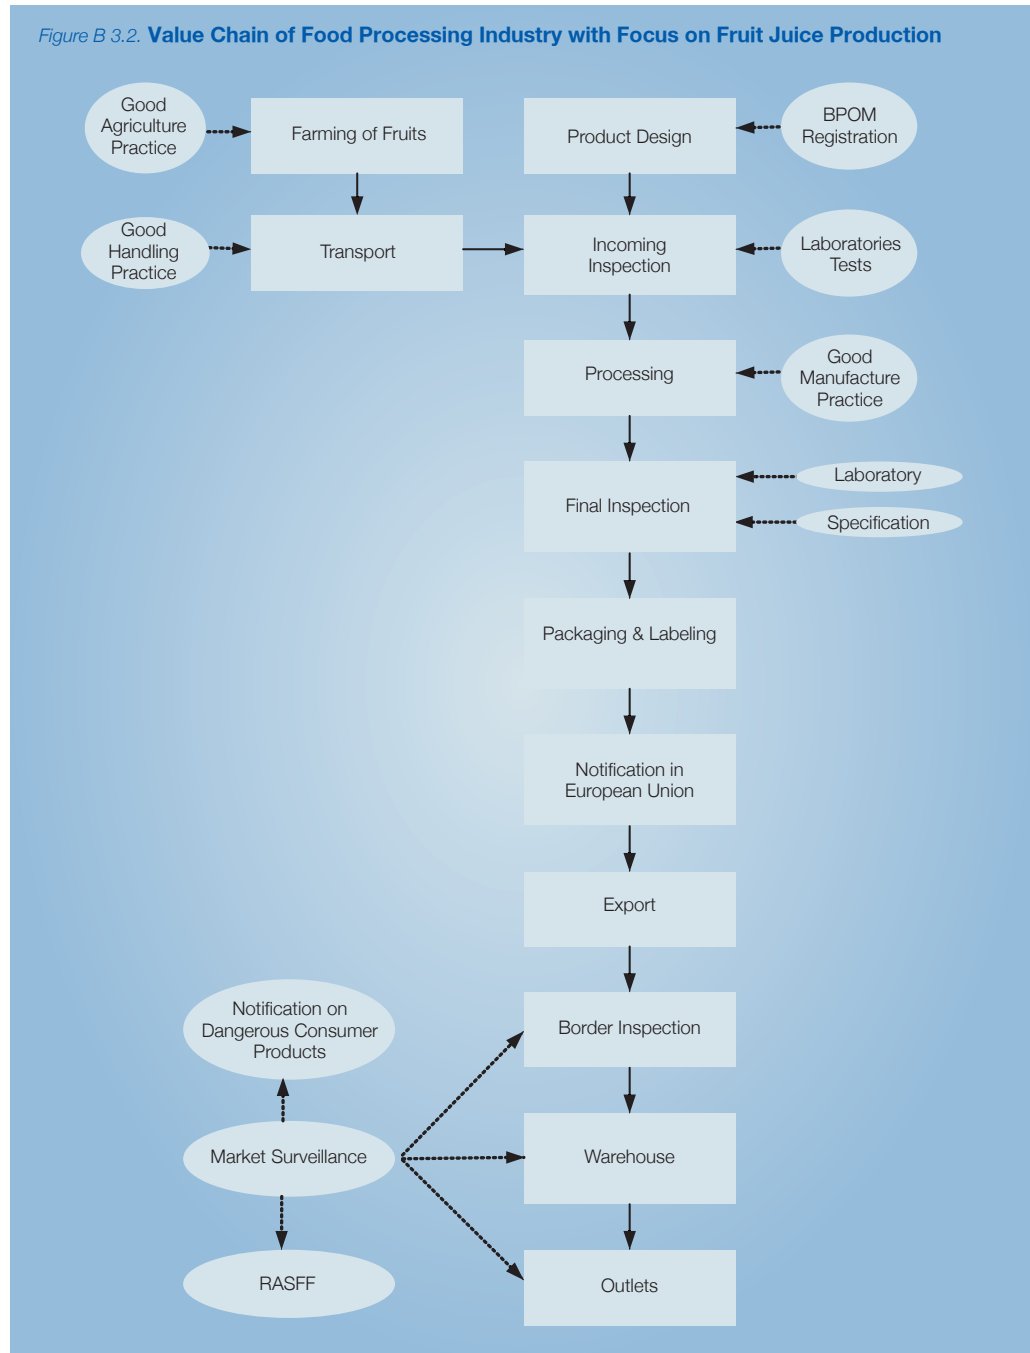 Figure B 3.2. Value Chain of Food Processing Industry with Focus on Fruit Juice Production
Good
Agriculture
Practice
Farming of Fruits
Product Design
BPOM
Registration
Good
Handling
Practice
Transport
Incoming
Inspection
Laboratories
Tests
Processing
Good
Manufacture
Practice
Final Inspection
Laboratory
Specification
Packaging & Labeling
Notification in
European Union
Export
Notification on
Dangerous Consumer
Products
Border Inspection
Market Surveillance
Warehouse
RASFF
Outlets